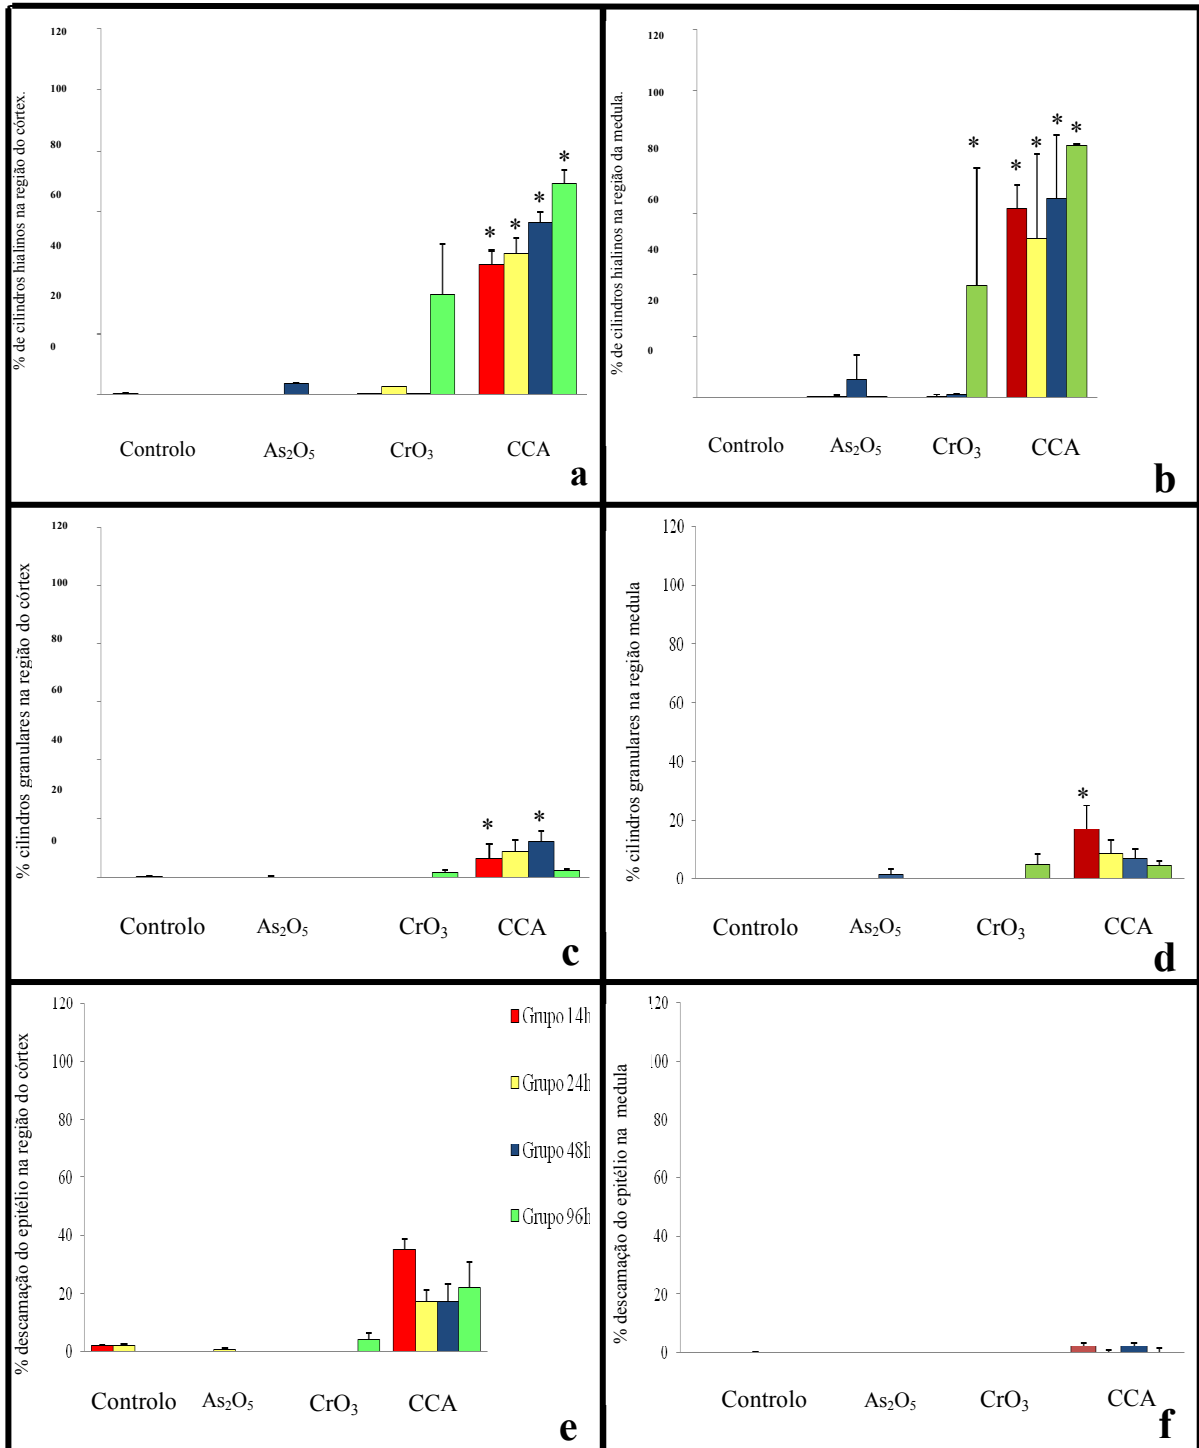 % de cilindros hialinos na região do córtex.
120
100
80
60
40
20
0
* * * *
Controlo As₂O₅ CrO₃ CCA
a
% de cilindros hialinos na região da medula.
120
100
80
60
40
20
0
* * * * *
Controlo As₂O₅ CrO₃ CCA
b
% cilindros granulares na região do córtex
120
100
80
60
40
20
0
* *
Controlo As₂O₅ CrO₃ CCA
c
% cilindros granulares na região medula
120
100
80
60
40
20
0
*
Controlo As₂O₅ CrO₃ CCA
d
% descamação do epitélio na região do córtex
120
100
80
60
40
20
0
Grupo 14h
Grupo 24h
Grupo 48h
Grupo 96h
Controlo As₂O₅ CrO₃ CCA
e
% descamação do epitélio na medula
120
100
80
60
40
20
0
Controlo As₂O₅ CrO₃ CCA
f